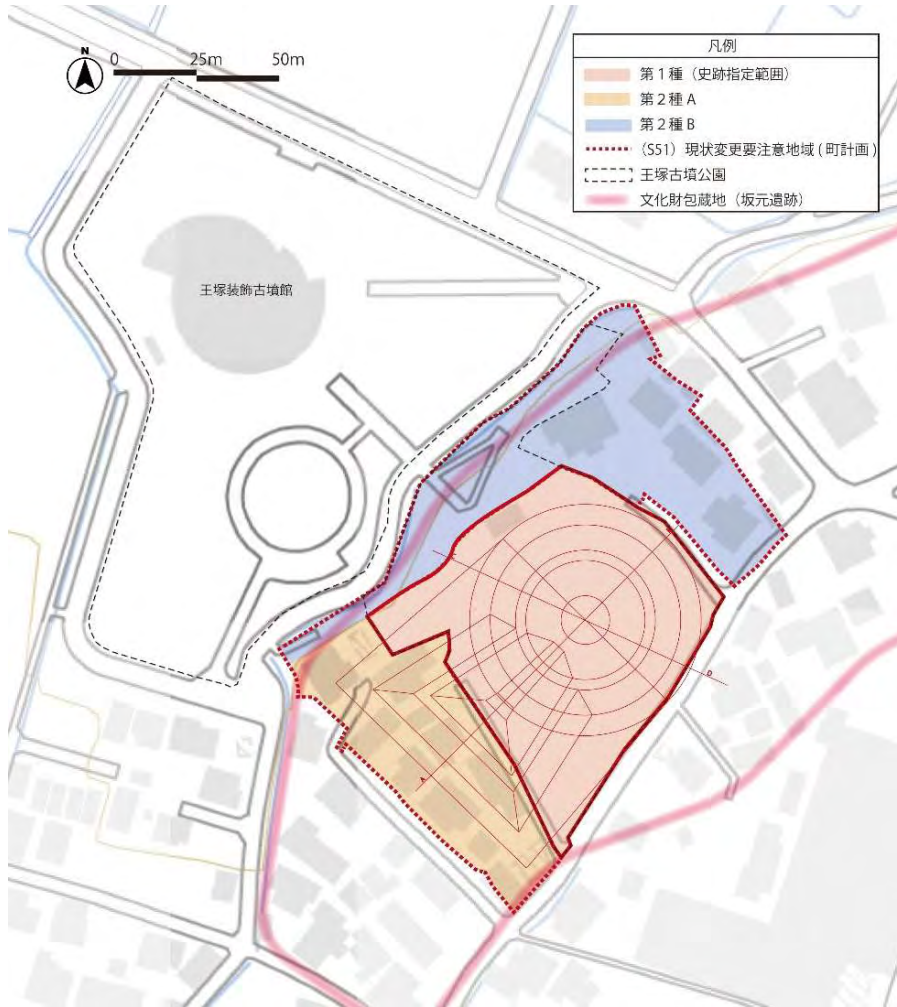 N
0 25m 50m
凡例
第1種（史跡指定範囲）
第2種A
第2種B
（S51）現状変更要注意地域(町計画)
王塚古墳公園
文化財包蔵地（坂元遺跡）
王塚装飾古墳館
D
A